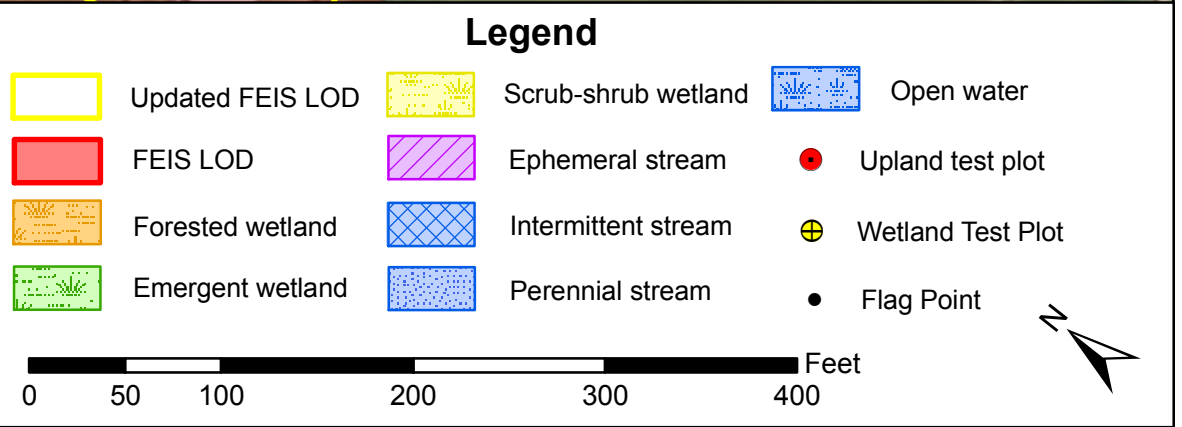 Legend
Updated FEIS LOD
FEIS LOD
Forested wetland
Emergent wetland
Scrub-shrub wetland
Ephemeral stream
Intermittent stream
Perennial stream
Open water
Upland test plot
Wetland Test Plot
Flag Point
N
Feet
0 50 100 200 300 400